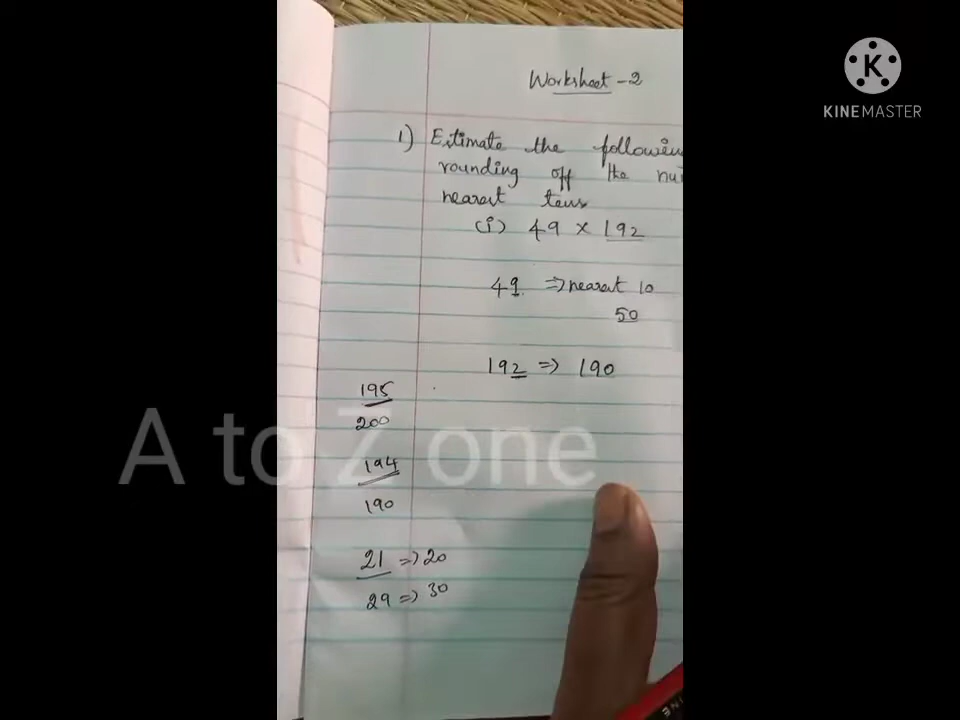 Worksheet - 2
1) Estimate the following
rounding off the
nearest tens
(i) 49 × 192
49 ⇒ nearest 10
50
192 ⇒ 190
195
200
194
190
21 ⇒ 20
29 ⇒ 30
A to Z one
K
KINEMASTER